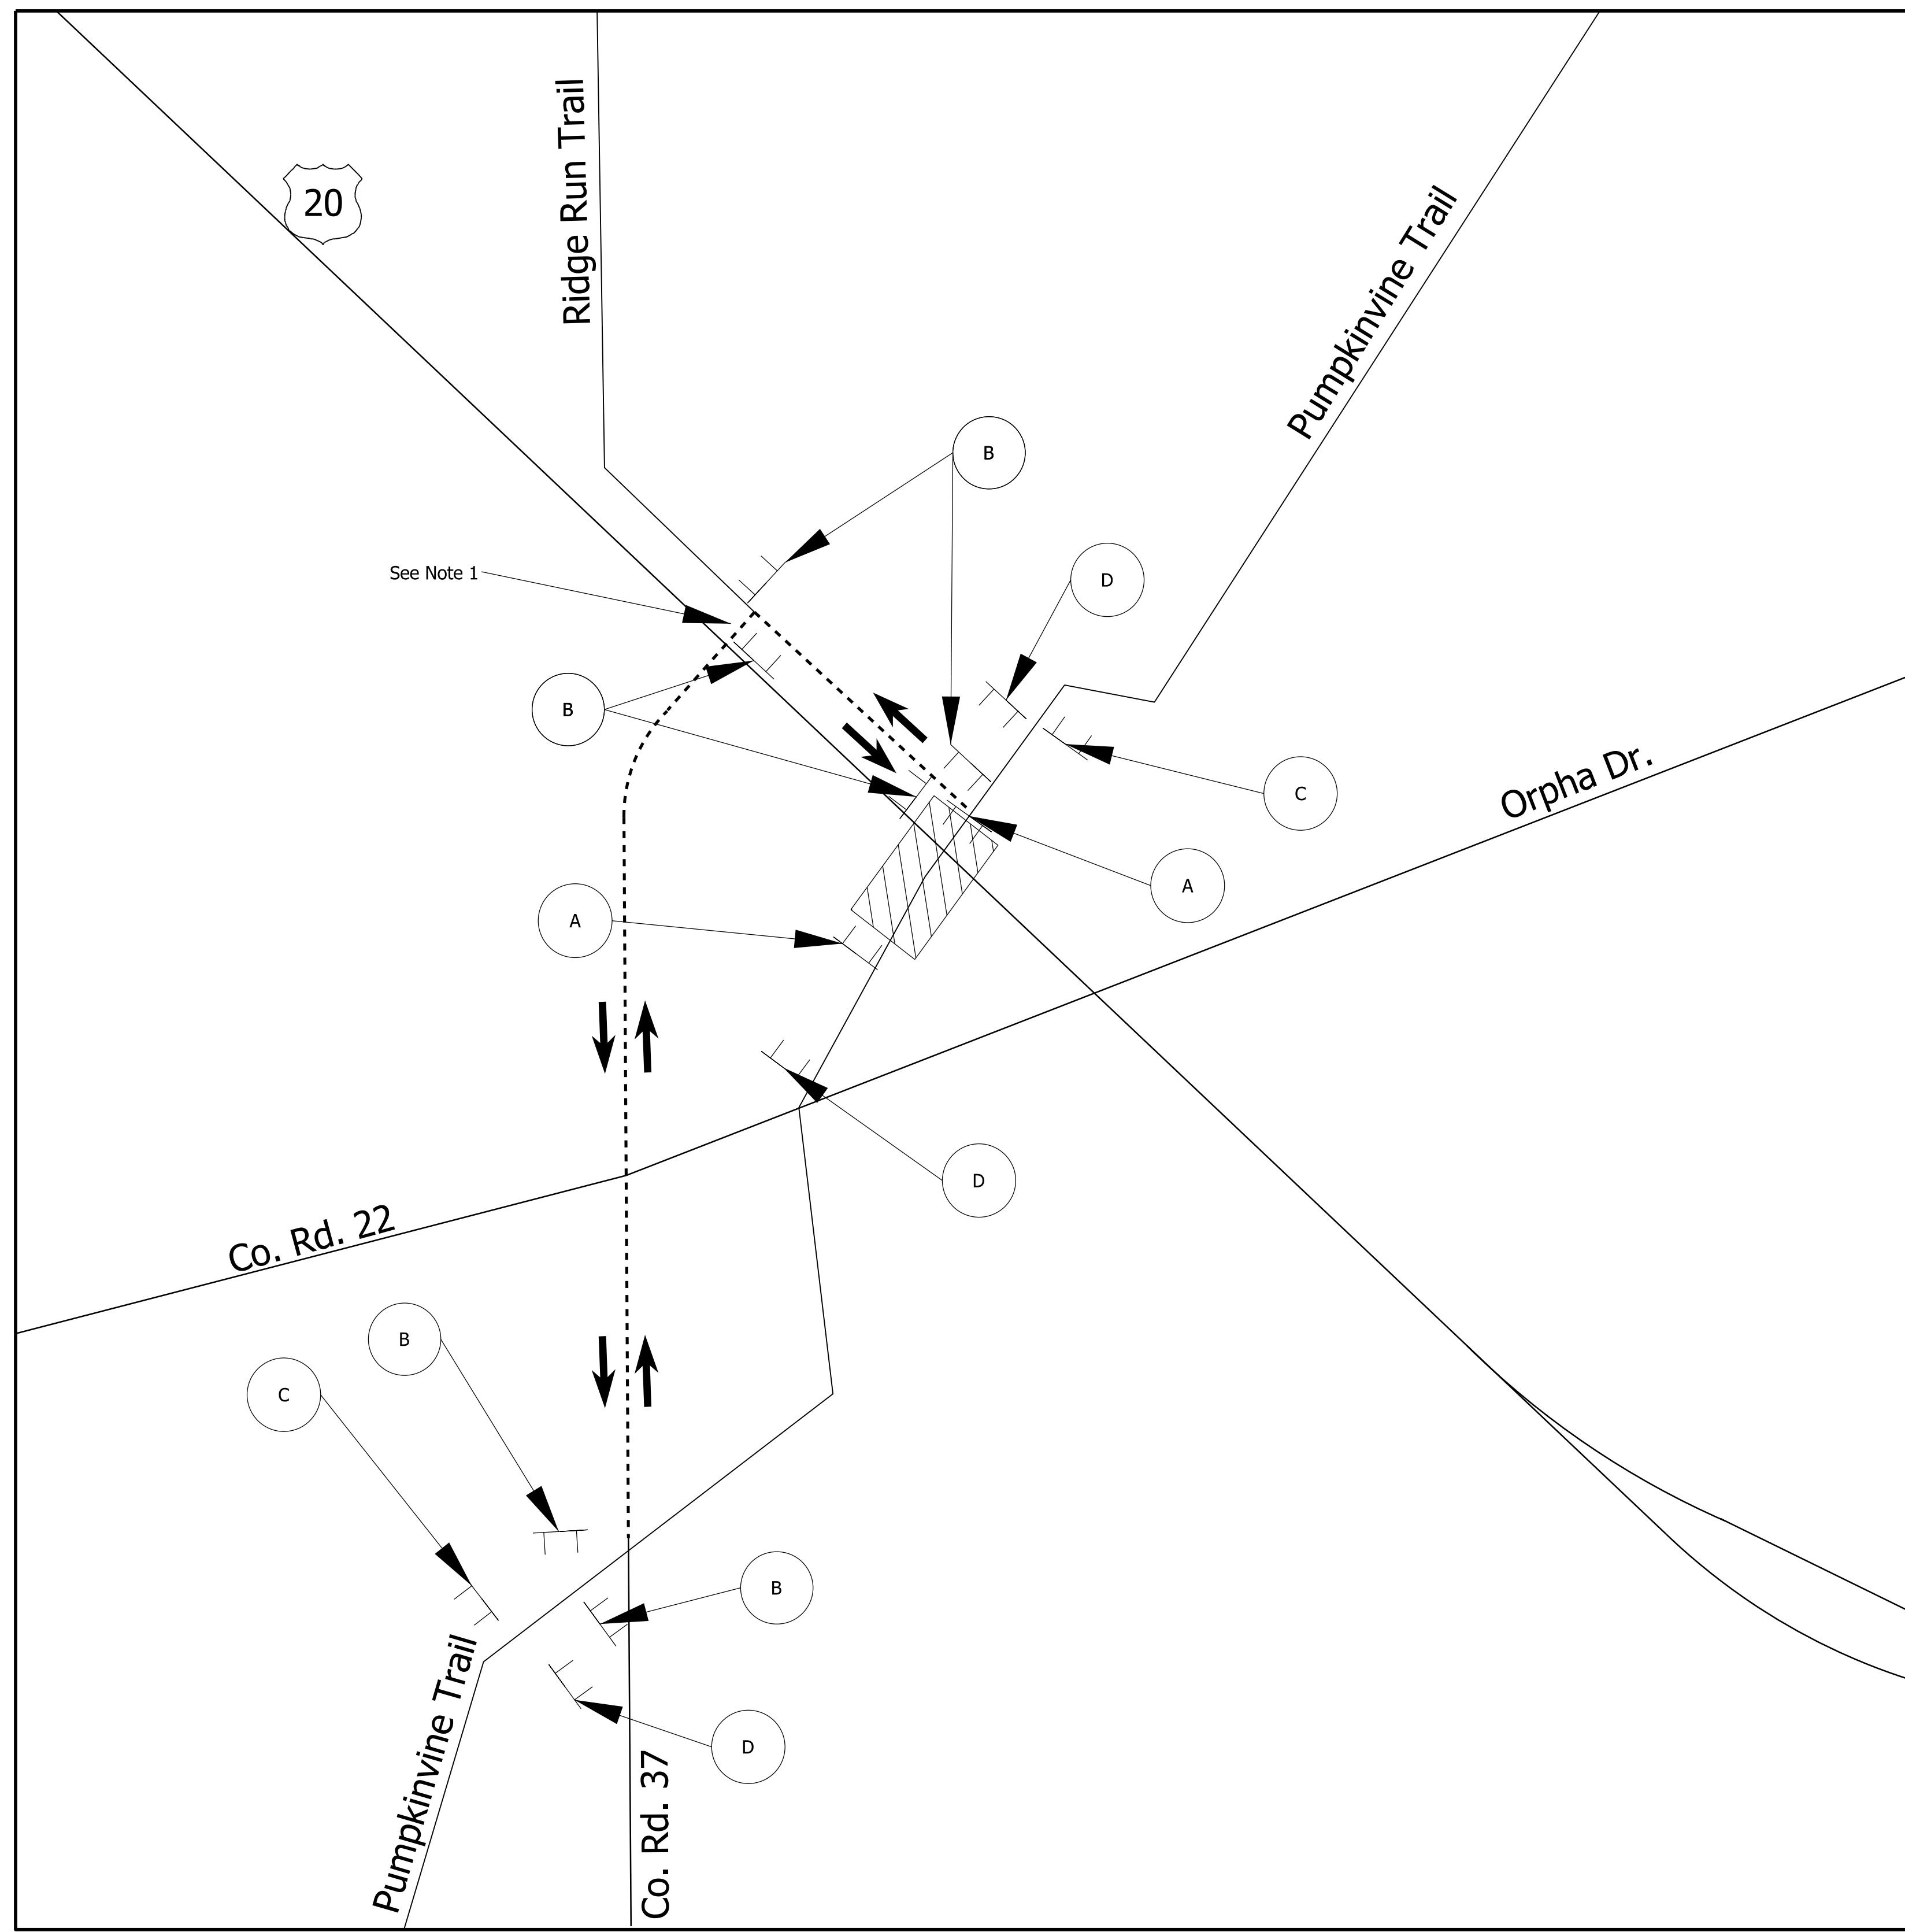 Ridge Run Trail
20
Pumpkinvine Trail
B
D
See Note 1
B
C
Orpha Dr.
A
A
D
Co. Rd. 22
B
C
B
D
Pumpkinvine Trail
Co. Rd. 37